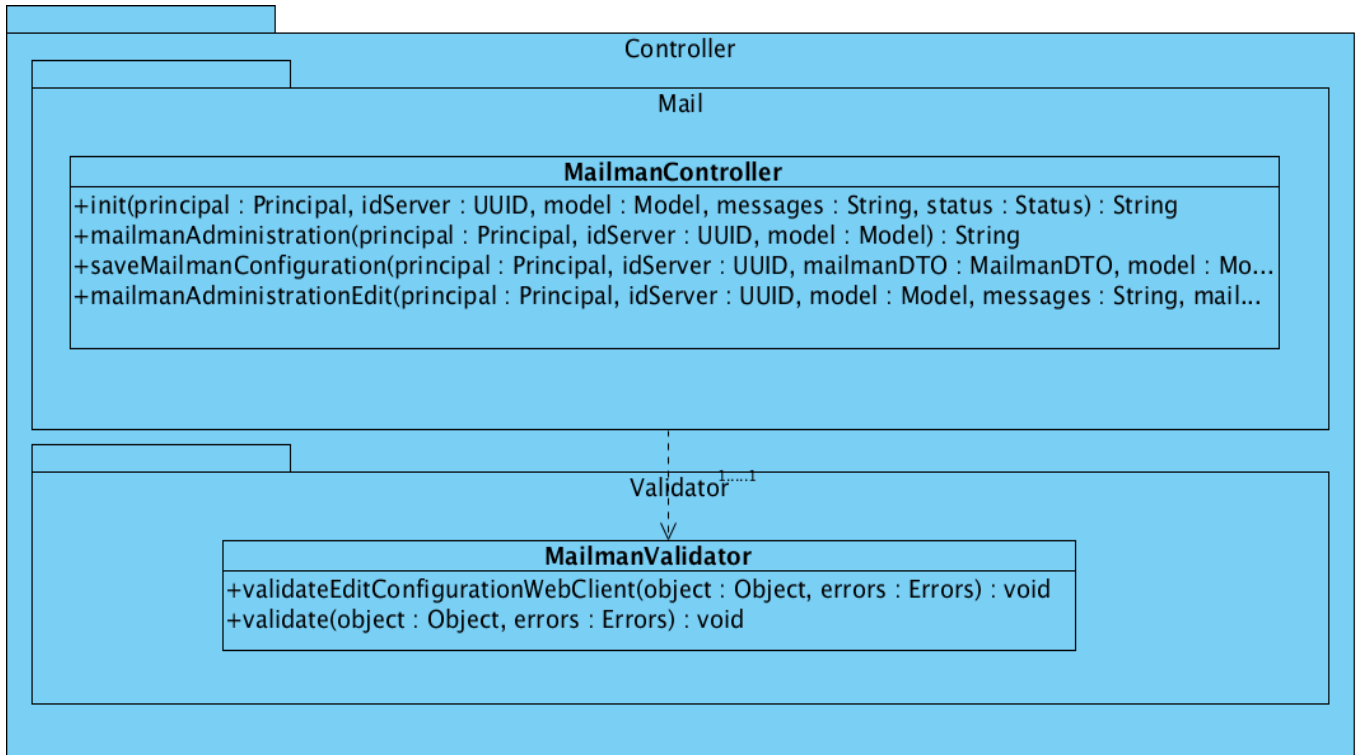 Controller
Mail
MailmanController
+init(principal : Principal, idServer : UUID, model : Model, messages : String, status : Status) : String
+mailmanAdministration(principal : Principal, idServer : UUID, model : Model) : String
+saveMailmanConfiguration(principal : Principal, idServer : UUID, mailmanDTO : MailmanDTO, model : Mo...
+mailmanAdministrationEdit(principal : Principal, idServer : UUID, model : Model, messages : String, mail...
1.....1
Validator
MailmanValidator
+validateEditConfigurationWebClient(object : Object, errors : Errors) : void
+validate(object : Object, errors : Errors) : void